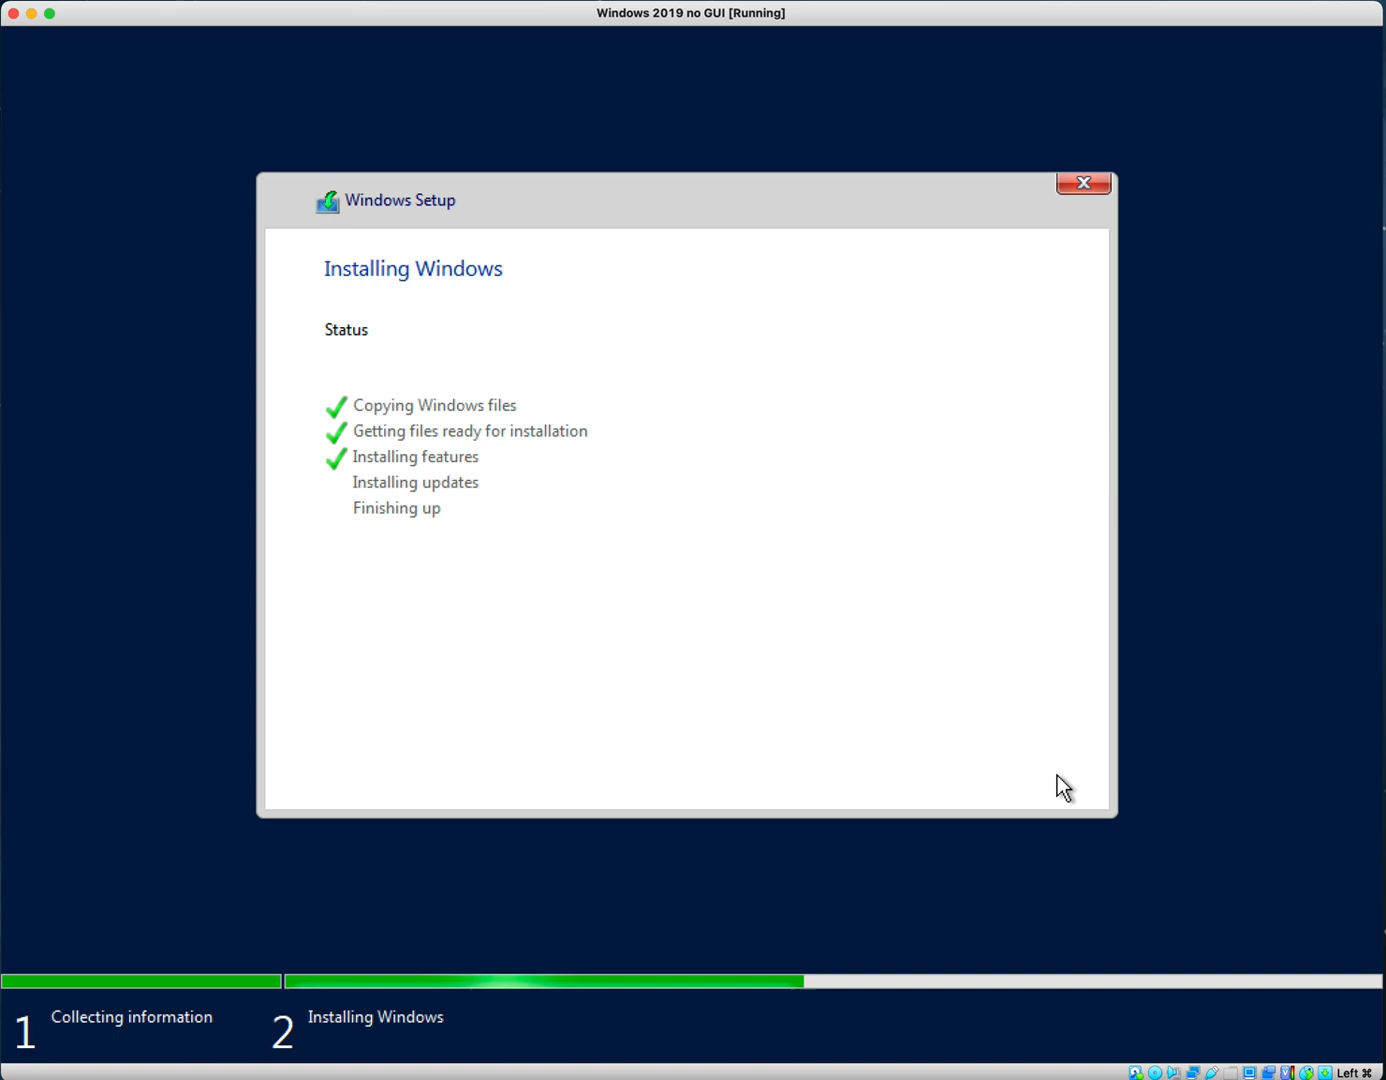 Windows 2019 no GUI [Running]
Windows Setup
Installing Windows
Status
Copying Windows files
Getting files ready for installation
Installing features
Installing updates
Finishing up
1 Collecting information
2 Installing Windows
Left ⌘